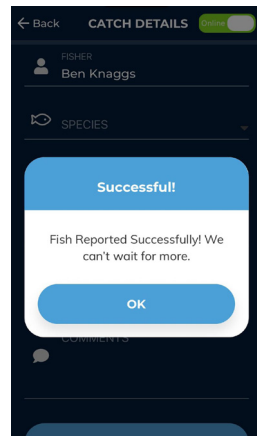 Back CATCH DETAILS Online
FISHER
Ben Knaggs
SPECIES
Successful!
Fish Reported Successfully! We
can't wait for more.
OK
COMMENTS